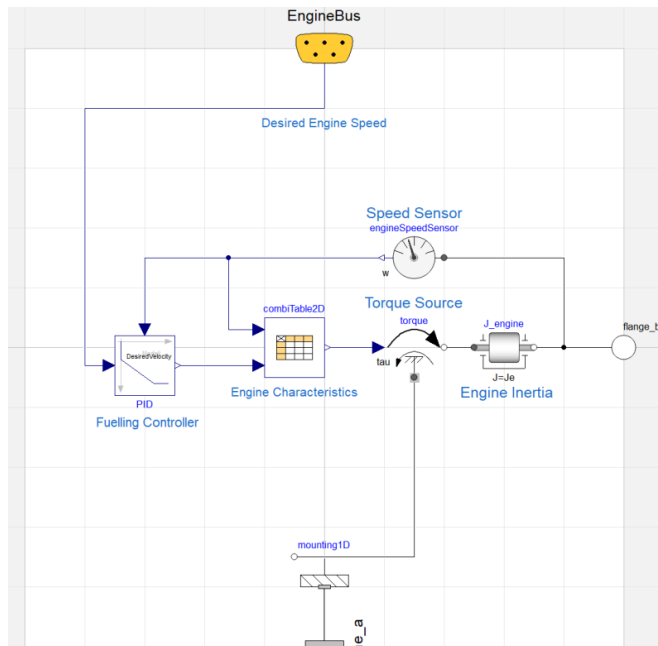 EngineBus
Desired Engine Speed
Speed Sensor
engineSpeedSensor
w
combiTable2D
Torque Source
torque
J_engine
flange_b
DesiredVelocity
tau
J=Je
PID
Engine Characteristics
Engine Inertia
Fuelling Controller
mounting1D
e_a